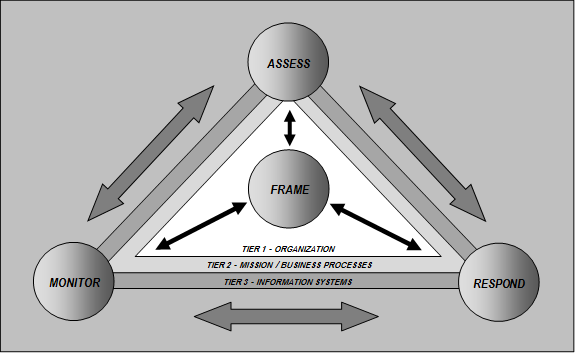 ASSESS
FRAME
TIER 1 - ORGANIZATION
TIER 2 - MISSION / BUSINESS PROCESSES
MONITOR
TIER 3 - INFORMATION SYSTEMS
RESPOND